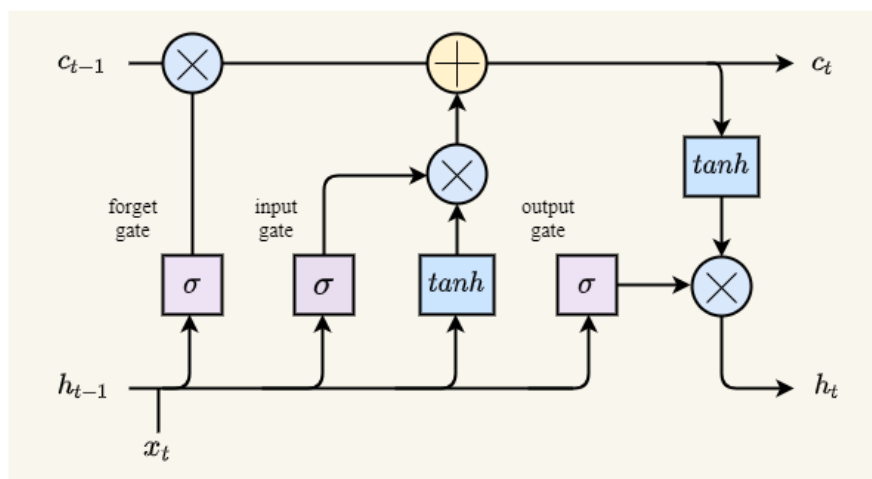 c_{t-1}
c_t
tanh
forget
gate
input
gate
output
gate
σ
σ
tanh
σ
h_{t-1}
h_t
x_t